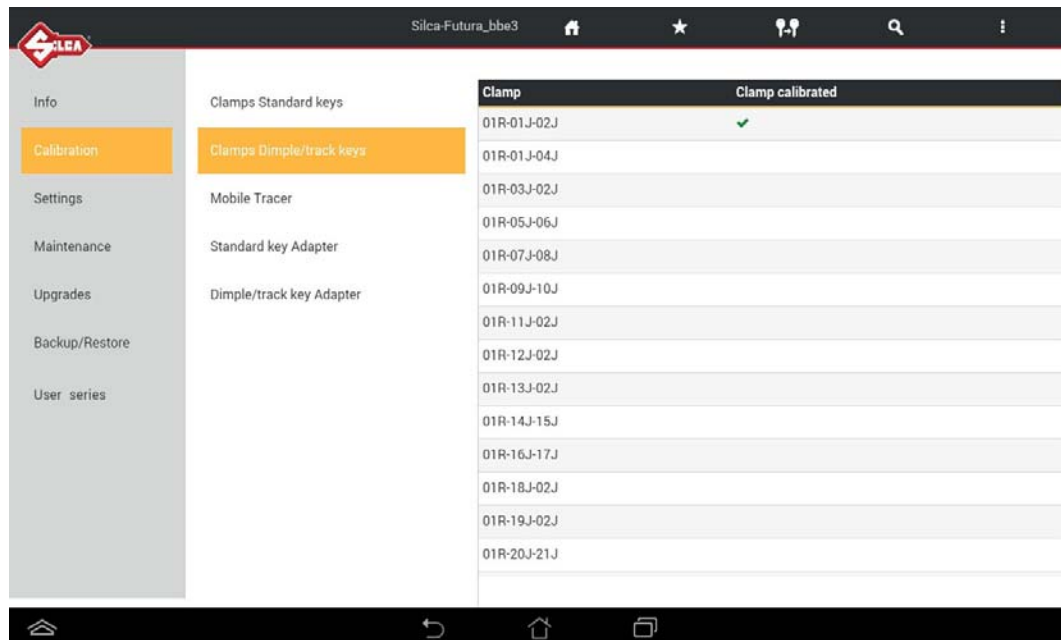 Silca-Futura_bbe3
SILCA
Info
Calibration
Settings
Maintenance
Upgrades
Backup/Restore
User series
Clamps Standard keys
Clamps Dimple/track keys
Mobile Tracer
Standard key Adapter
Dimple/track key Adapter
Clamp Clamp calibrated
01R-01J-02J
01R-01J-04J
01R-03J-02J
01R-05J-06J
01R-07J-08J
01R-09J-10J
01R-11J-02J
01R-12J-02J
01R-13J-02J
01R-14J-15J
01R-16J-17J
01R-18J-02J
01R-19J-02J
01R-20J-21J